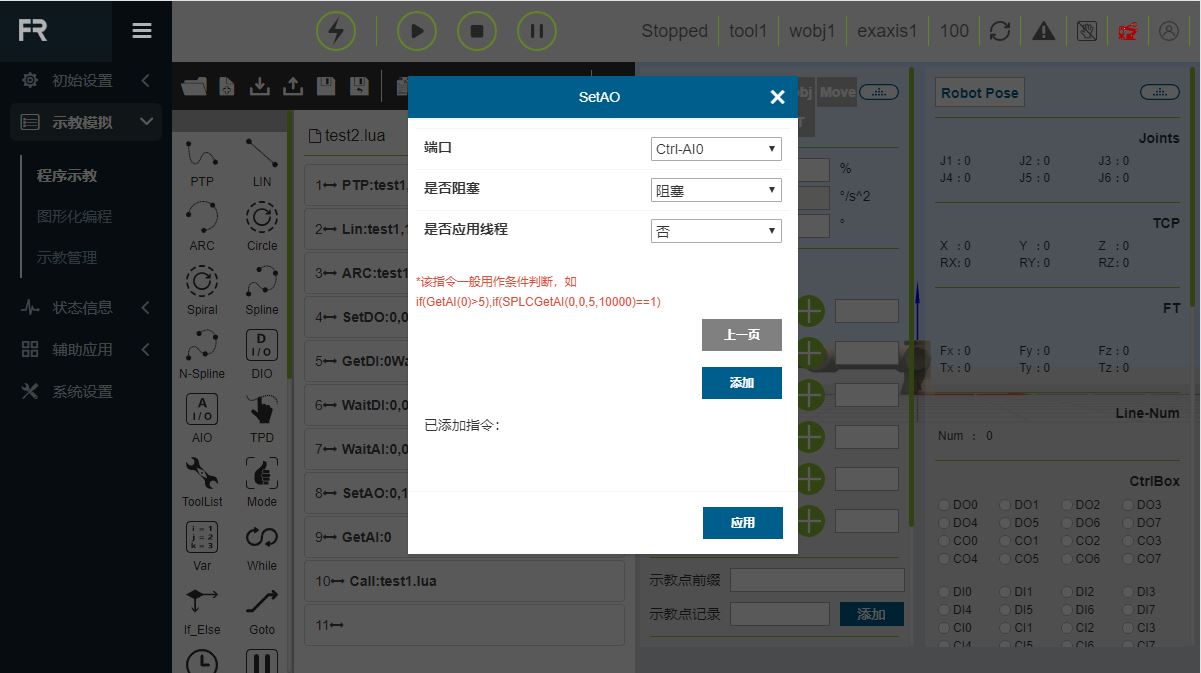 FR
Stopped tool1 wobj1 exaxis1 100
初始设置
示教模拟
程序示教
图形化编程
示教管理
状态信息
辅助应用
系统设置
PTP LIN
ARC Circle
Spiral Spline
N-Spline DIO
AIO TPD
ToolList Mode
Var While
If_Else Goto
D
I/O
A
I/O
i = 1
j = 2
k = 3
test2.lua
1 PTP:test1,
2 Lin:test1,1
3 ARC:test1
4 SetDO:0,0
5 GetDI:0Wa
6 WaitDI:0,0
7 WaitAI:0,0
8 SetAO:0,1
9 GetAI:0
10 Call:test1.lua
11
SetAO
端口 Ctrl-AI0
是否阻塞 阻塞
是否应用线程 否
*该指令一般用作条件判断，如
if(GetAI(0)>5),if(SPLCGetAI(0,0,5,10000)==1)
上一页
添加
已添加指令:
应用
bj Move
T
%
°/s^2
°
示教点前缀
示教点记录 添加
Robot Pose
Joints
J1 : 0 J2 : 0 J3 : 0
J4 : 0 J5 : 0 J6 : 0
TCP
X : 0 Y : 0 Z : 0
RX: 0 RY: 0 RZ: 0
FT
Fx : 0 Fy : 0 Fz : 0
Tx : 0 Ty : 0 Tz : 0
Line-Num
Num : 0
CtrlBox
DO0 DO1 DO2 DO3
DO4 DO5 DO6 DO7
CO0 CO1 CO2 CO3
CO4 CO5 CO6 CO7
DI0 DI1 DI2 DI3
DI4 DI5 DI6 DI7
CI0 CI1 CI2 CI3
CI4 CI5 CI6 CI7